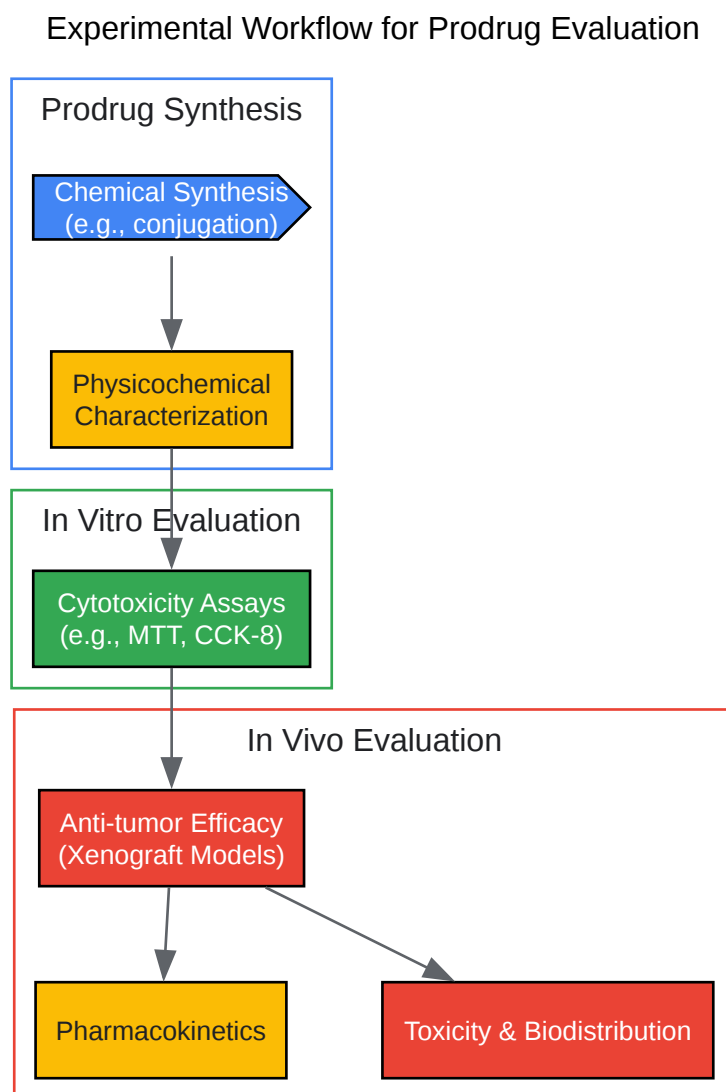 Experimental Workflow for Prodrug Evaluation
Prodrug Synthesis
Chemical Synthesis
(e.g., conjugation)
Physicochemical
Characterization
In Vitro Evaluation
Cytotoxicity Assays
(e.g., MTT, CCK-8)
In Vivo Evaluation
Anti-tumor Efficacy
(Xenograft Models)
Pharmacokinetics
Toxicity & Biodistribution